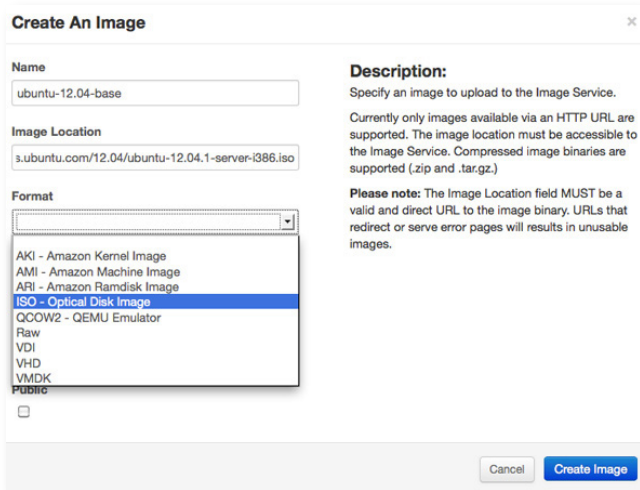 Create An Image
×
Name
ubuntu-12.04-base
Image Location
s.ubuntu.com/12.04/ubuntu-12.04.1-server-i386.iso
Format
AKI - Amazon Kernel Image
AMI - Amazon Machine Image
ARI - Amazon Ramdisk Image
ISO - Optical Disk Image
QCOW2 - QEMU Emulator
Raw
VDI
VHD
VMDK
Public
Description:
Specify an image to upload to the Image Service.
Currently only images available via an HTTP URL are
supported. The image location must be accessible to
the Image Service. Compressed image binaries are
supported (.zip and .tar.gz.)
Please note: The Image Location field MUST be a
valid and direct URL to the image binary. URLs that
redirect or serve error pages will results in unusable
images.
Cancel
Create Image